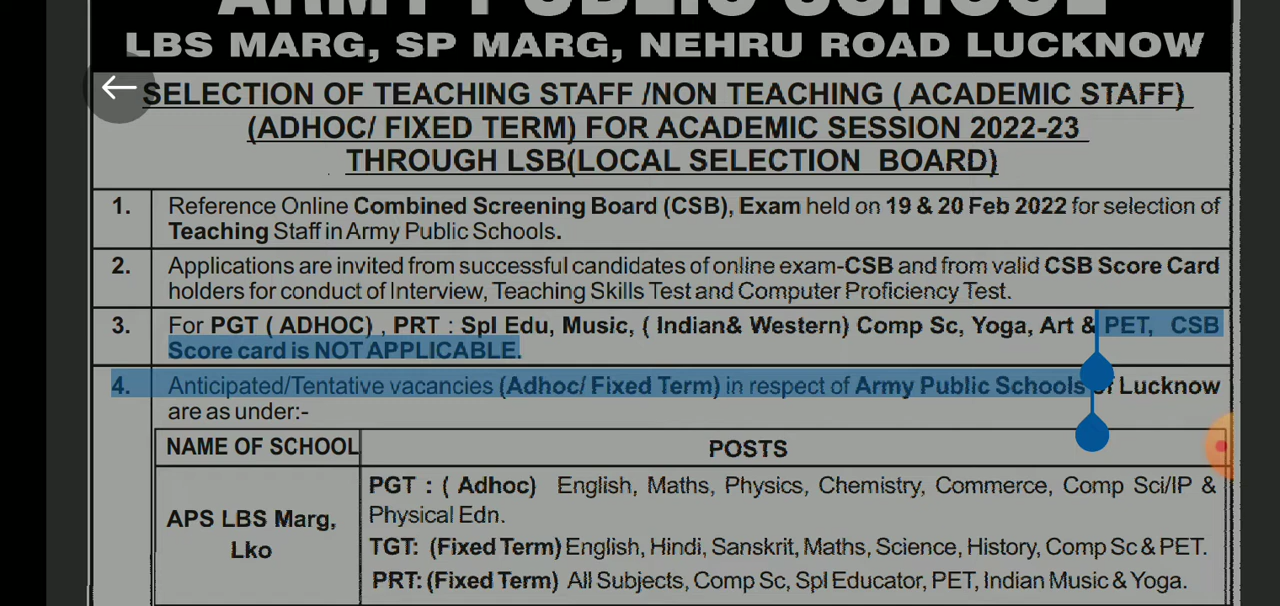 ARMY PUBLIC SCHOOL
LBS MARG, SP MARG, NEHRU ROAD LUCKNOW
SELECTION OF TEACHING STAFF /NON TEACHING ( ACADEMIC STAFF)
(ADHOC/ FIXED TERM) FOR ACADEMIC SESSION 2022-23
THROUGH LSB(LOCAL SELECTION BOARD)
1. Reference Online Combined Screening Board (CSB), Exam held on 19 & 20 Feb 2022 for selection of
Teaching Staff in Army Public Schools.
2. Applications are invited from successful candidates of online exam-CSB and from valid CSB Score Card
holders for conduct of Interview, Teaching Skills Test and Computer Proficiency Test.
3. For PGT ( ADHOC) , PRT : Spl Edu, Music, ( Indian& Western) Comp Sc, Yoga, Art & PET, CSB
Score card is NOT APPLICABLE.
4. Anticipated/Tentative vacancies (Adhoc/ Fixed Term) in respect of Army Public Schools of Lucknow
are as under:-
NAME OF SCHOOL POSTS
PGT : ( Adhoc) English, Maths, Physics, Chemistry, Commerce, Comp Sci/IP &
Physical Edn.
APS LBS Marg,
Lko
TGT: (Fixed Term) English, Hindi, Sanskrit, Maths, Science, History, Comp Sc & PET.
PRT: (Fixed Term) All Subjects, Comp Sc, Spl Educator, PET, Indian Music & Yoga.